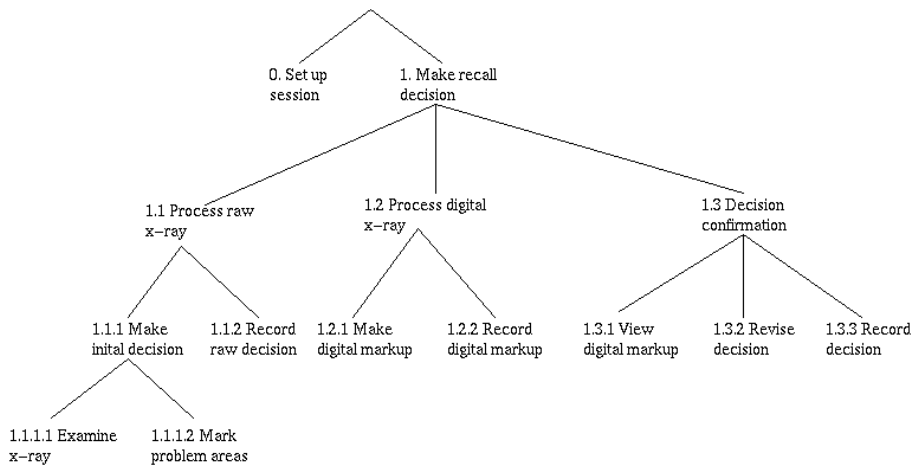 0. Set up
session
1. Make recall
decision
1.1 Process raw
x-ray
1.2 Process digital
x-ray
1.3 Decision
confirmation
1.1.1 Make
inital decision
1.1.2 Record
raw decision
1.2.1 Make
digital markup
1.2.2 Record
digital markup
1.3.1 View
digital markup
1.3.2 Revise
decision
1.3.3 Record
decision
1.1.1.1 Examine
x-ray
1.1.1.2 Mark
problem areas